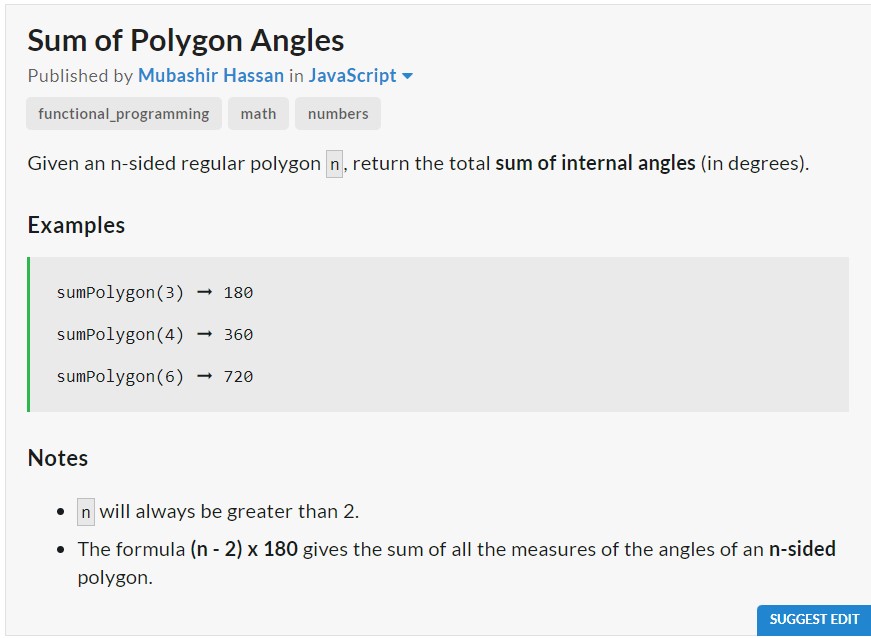 Sum of Polygon Angles
Published by Mubashir Hassan in JavaScript
functional_programming math numbers
Given an n-sided regular polygon n, return the total sum of internal angles (in degrees).
Examples
sumPolygon(3) ➞ 180
sumPolygon(4) ➞ 360
sumPolygon(6) ➞ 720
Notes
• n will always be greater than 2.
• The formula (n - 2) x 180 gives the sum of all the measures of the angles of an n-sided
polygon.
SUGGEST EDIT